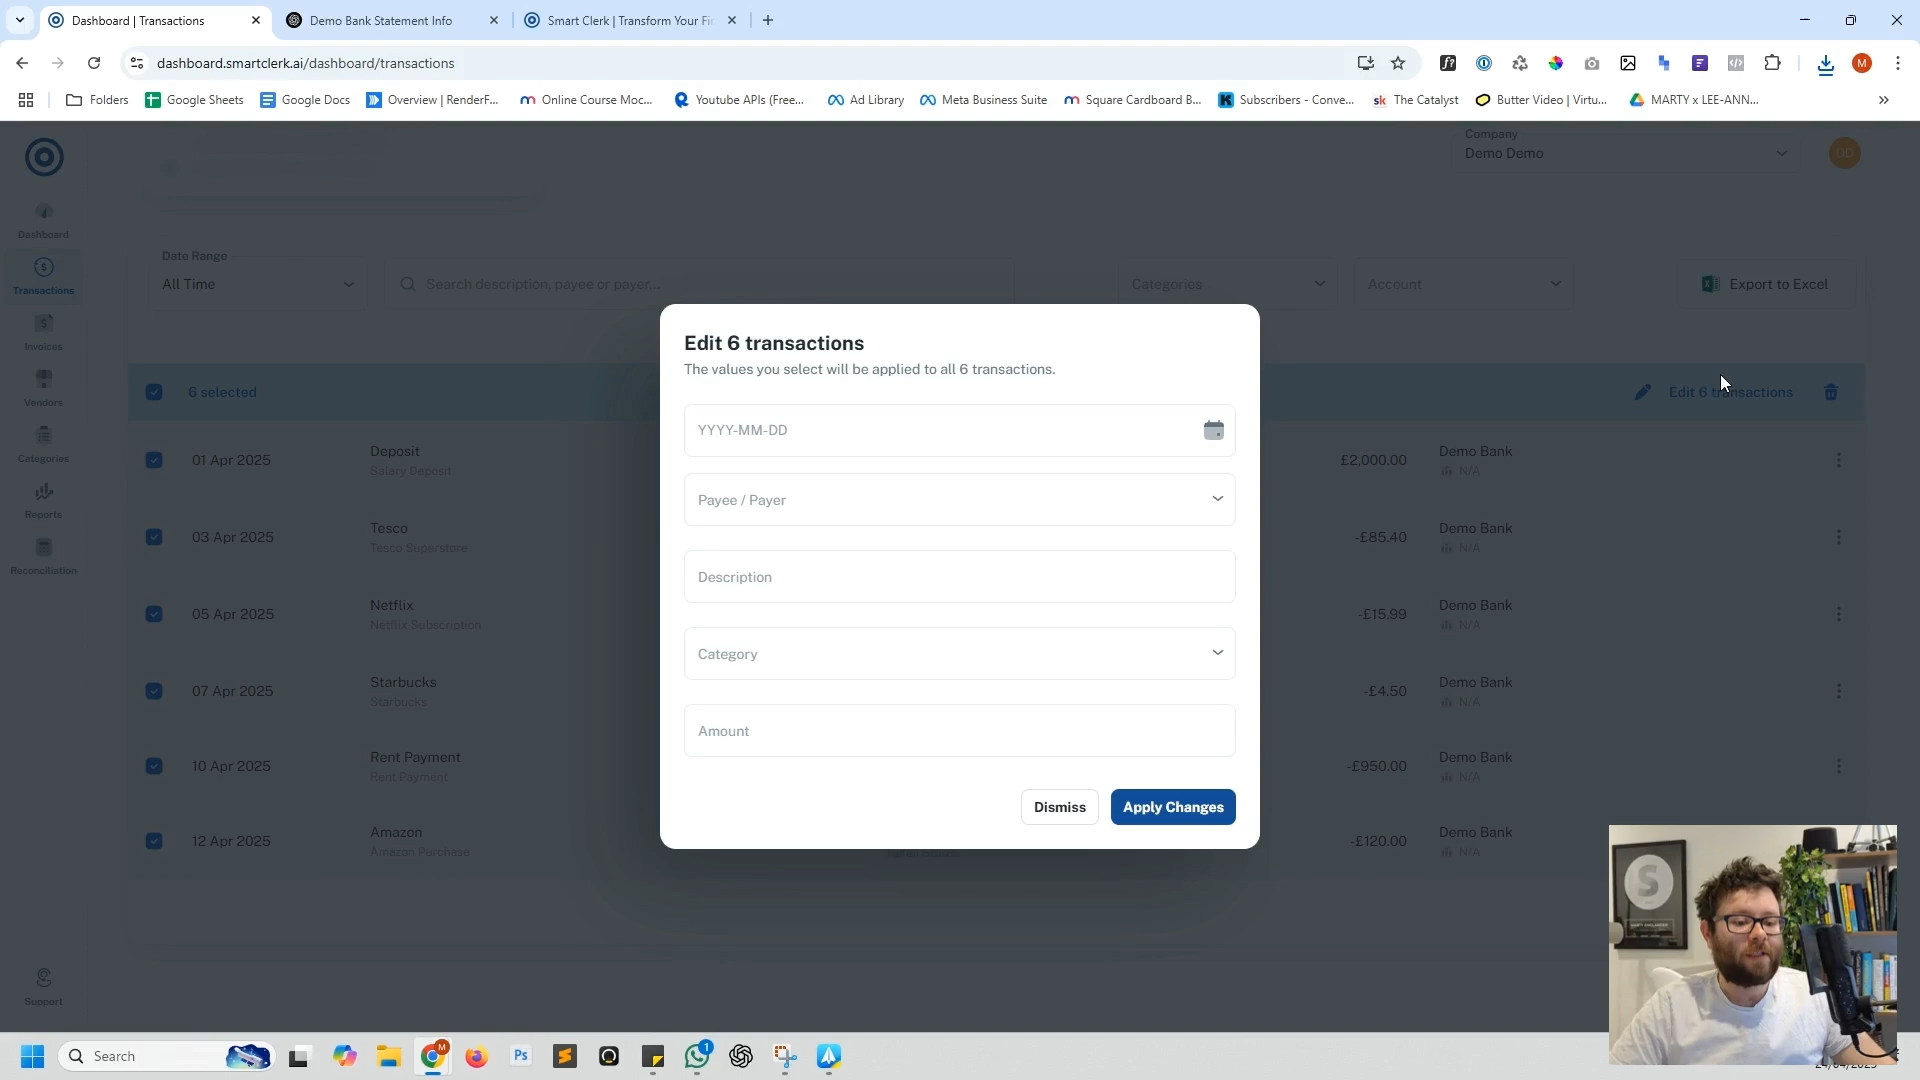 Dashboard | Transactions
Demo Bank Statement Info
Smart Clerk | Transform Your Fi
dashboard.smartclerk.ai/dashboard/transactions
M
Folders
Google Sheets
Google Docs
Overview | RenderF...
Online Course Moc...
Youtube APIs (Free...
Ad Library
Meta Business Suite
Square Cardboard B...
Subscribers - Conve...
The Catalyst
Butter Video | Virtu...
MARTY x LEE-ANN...
Company
Demo Demo
DD
Dashboard
Transactions
Invoices
Vendors
Categories
Reports
Reconciliation
Support
Date Range
All Time
Search description, payee or payer...
Categories
Account
Export to Excel
6 selected
Edit 6 transactions
01 Apr 2025
Deposit
Salary Deposit
£2,000.00
Demo Bank
N/A
03 Apr 2025
Tesco
Tesco Superstore
-£85.40
Demo Bank
N/A
05 Apr 2025
Netflix
Netflix Subscription
-£15.99
Demo Bank
N/A
07 Apr 2025
Starbucks
Starbucks
-£4.50
Demo Bank
N/A
10 Apr 2025
Rent Payment
Rent Payment
-£950.00
Demo Bank
N/A
12 Apr 2025
Amazon
Amazon Purchase
-£120.00
Demo Bank
N/A
Edit 6 transactions
The values you select will be applied to all 6 transactions.
YYYY-MM-DD
Payee / Payer
Description
Category
Amount
Dismiss
Apply Changes
Search
M
Ps
1